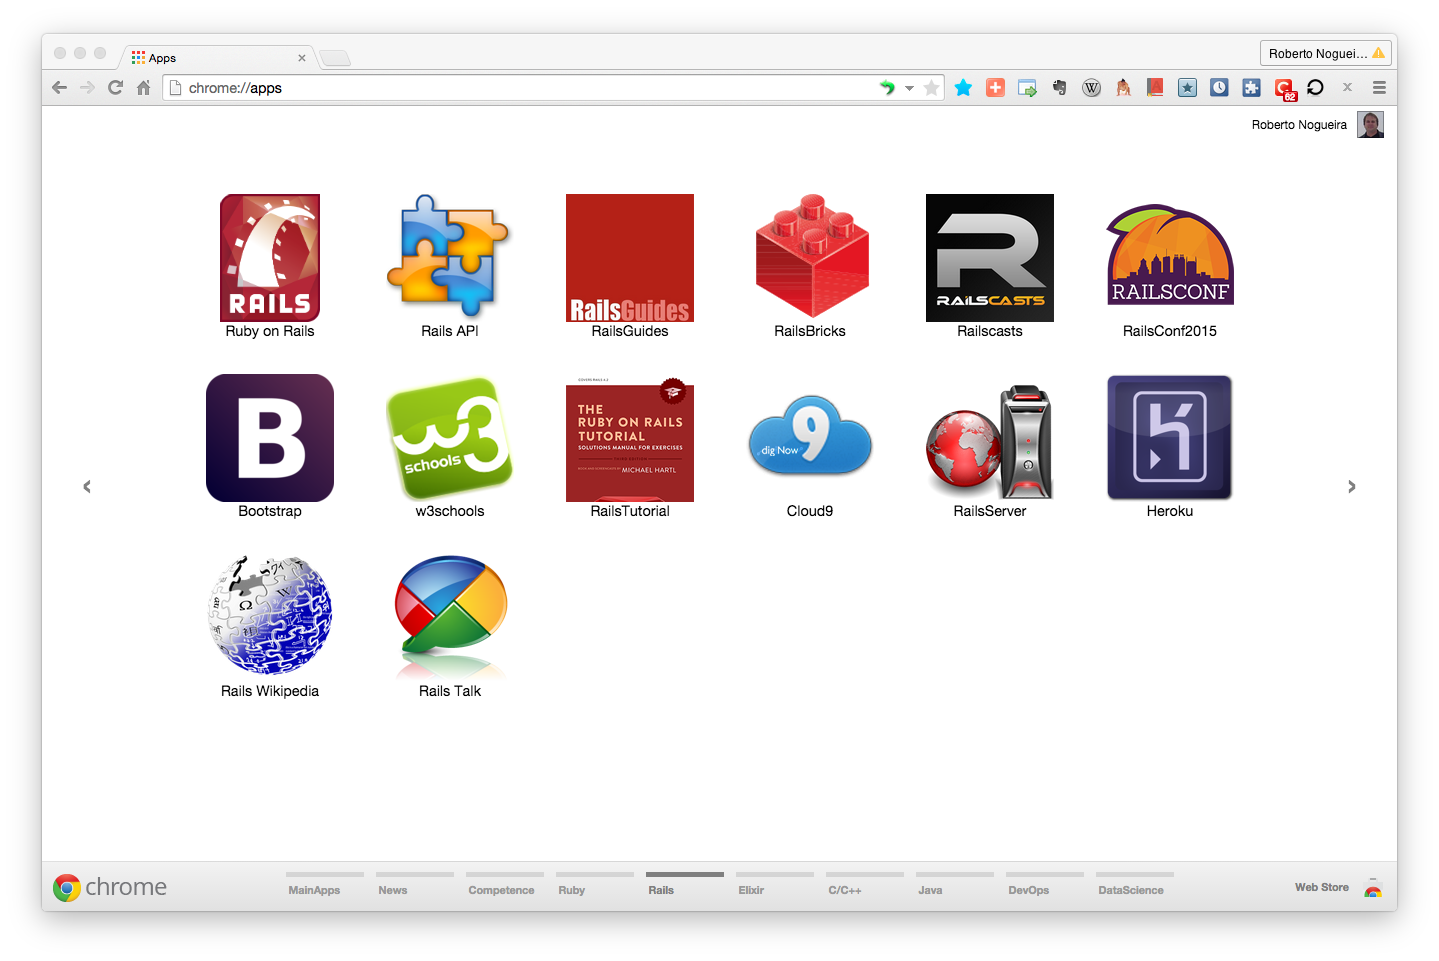 Apps
Roberto Noguei...
chrome://apps
82
Roberto Nogueira
RAILS
RailsGuides
RAILSCASTS
RAILSCONF
Ruby on Rails
Rails API
RailsGuides
RailsBricks
Railscasts
RailsConf2015
B
w3
schools
THE
RUBY ON RAILS
TUTORIAL
SOLUTIONS MANUAL FOR EXERCISES
MICHAEL HARTL
9
dig Now
Bootstrap
w3schools
RailsTutorial
Cloud9
RailsServer
Heroku
Rails Wikipedia
Rails Talk
chrome
MainApps
News
Competence
Ruby
Rails
Elixir
C/C++
Java
DevOps
DataScience
Web Store